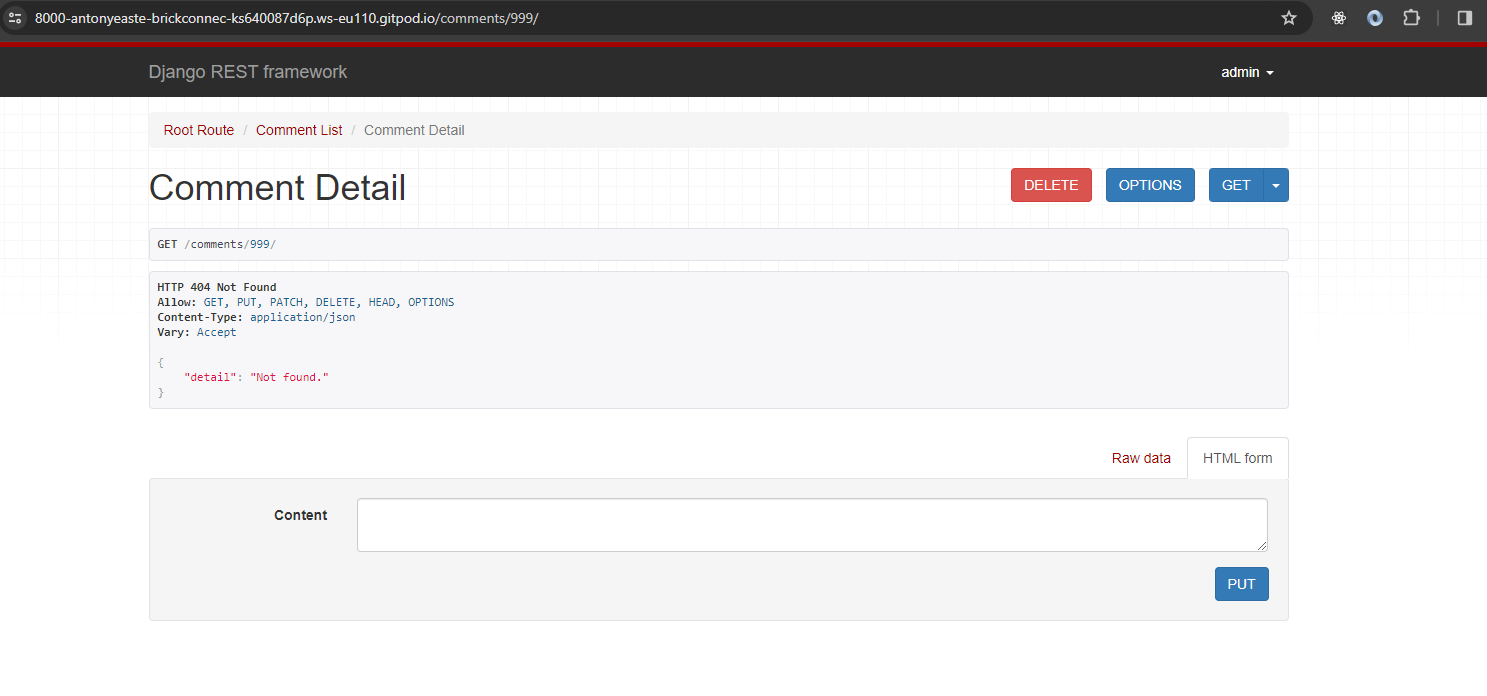 8000-antonyeaste-brickconnec-ks640087d6p.ws-eu110.gitpod.io/comments/999/
Django REST framework admin
Root Route / Comment List / Comment Detail
Comment Detail DELETE OPTIONS GET
GET /comments/999/
HTTP 404 Not Found
Allow: GET, PUT, PATCH, DELETE, HEAD, OPTIONS
Content-Type: application/json
Vary: Accept
{
"detail": "Not found."
}
Raw data HTML form
Content
PUT